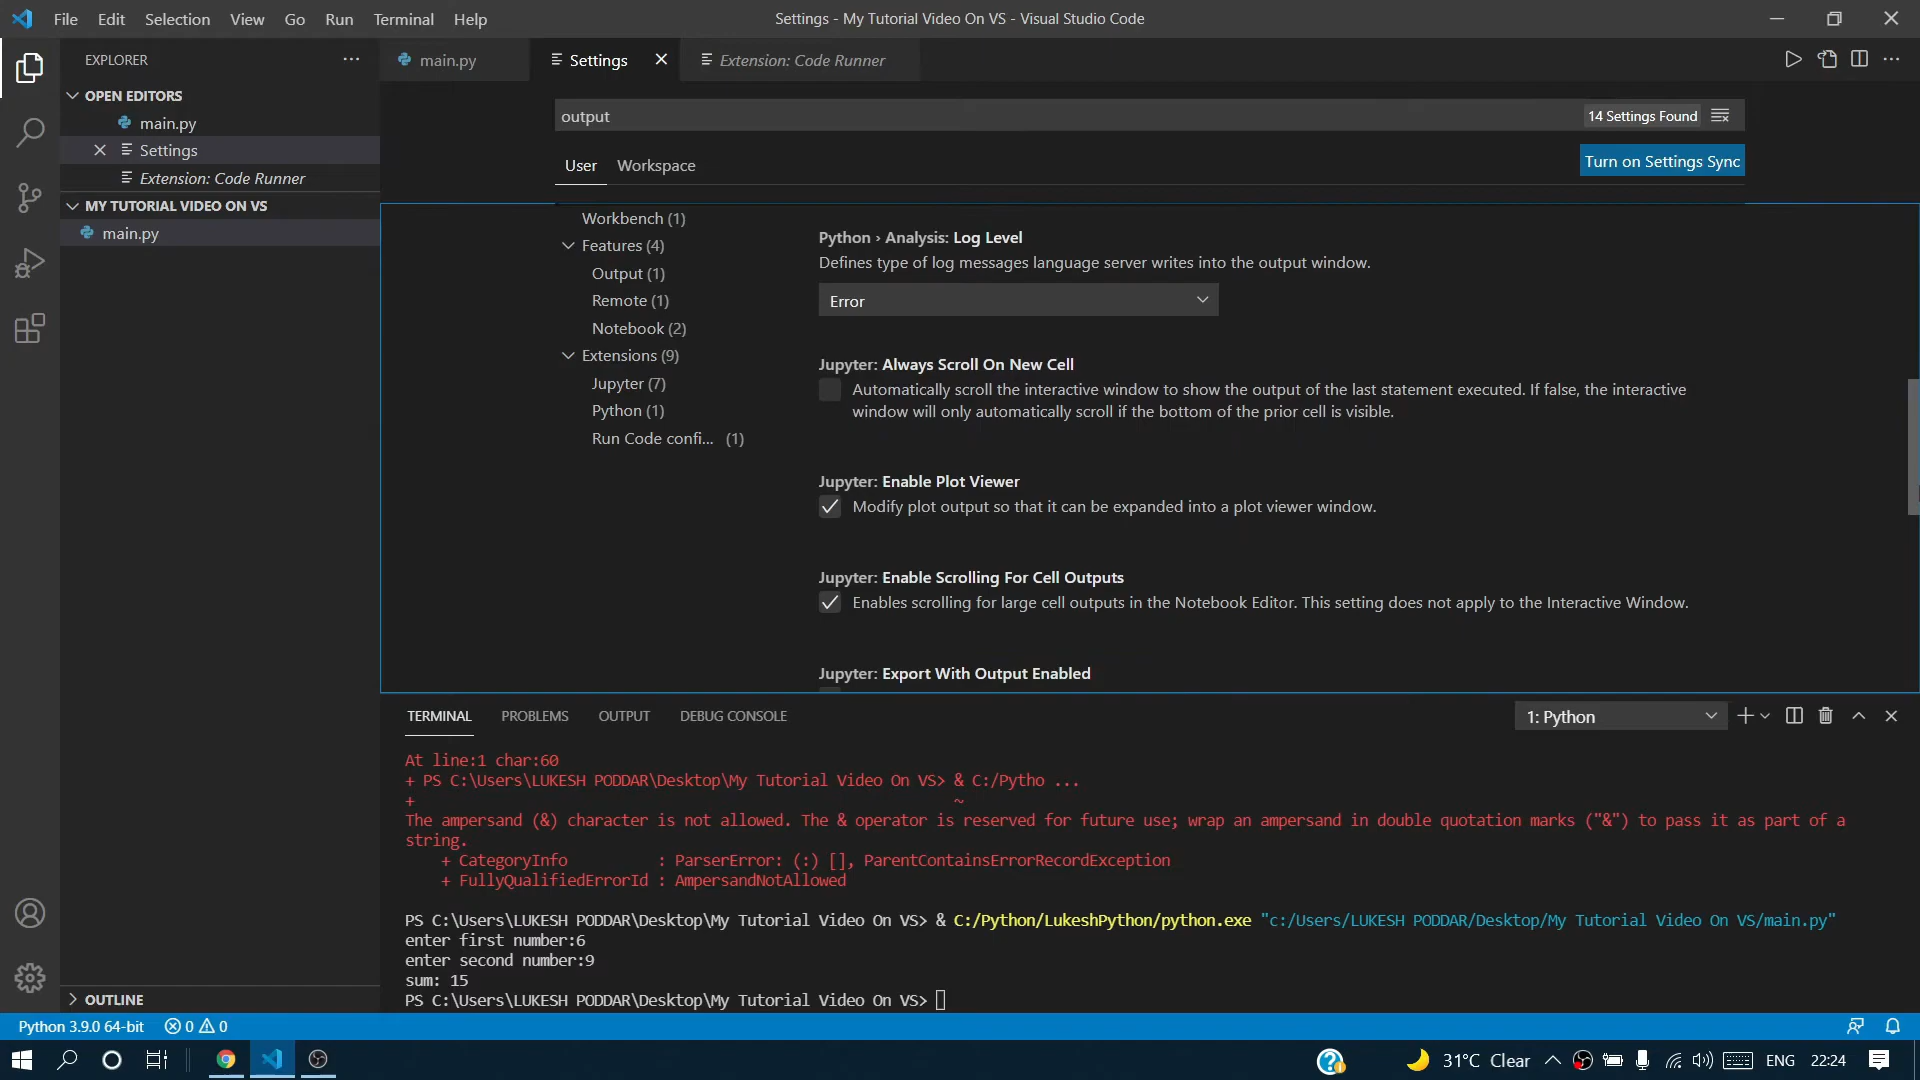 File Edit Selection View Go Run Terminal Help
Settings - My Tutorial Video On VS - Visual Studio Code
EXPLORER
OPEN EDITORS
main.py
Settings
Extension: Code Runner
MY TUTORIAL VIDEO ON VS
main.py
OUTLINE
main.py
Settings
Extension: Code Runner
output
14 Settings Found
User Workspace
Turn on Settings Sync
Workbench (1)
Features (4)
Output (1)
Remote (1)
Notebook (2)
Extensions (9)
Jupyter (7)
Python (1)
Run Code confi... (1)
Python › Analysis: Log Level
Defines type of log messages language server writes into the output window.
Error
Jupyter: Always Scroll On New Cell
Automatically scroll the interactive window to show the output of the last statement executed. If false, the interactive
window will only automatically scroll if the bottom of the prior cell is visible.
Jupyter: Enable Plot Viewer
Modify plot output so that it can be expanded into a plot viewer window.
Jupyter: Enable Scrolling For Cell Outputs
Enables scrolling for large cell outputs in the Notebook Editor. This setting does not apply to the Interactive Window.
Jupyter: Export With Output Enabled
TERMINAL PROBLEMS OUTPUT DEBUG CONSOLE
1: Python
At line:1 char:60
+ PS C:\Users\LUKESH PODDAR\Desktop\My Tutorial Video On VS> & C:/Pytho ...
+ ~
The ampersand (&) character is not allowed. The & operator is reserved for future use; wrap an ampersand in double quotation marks ("&") to pass it as part of a
string.
+ CategoryInfo : ParserError: (:) [], ParentContainsErrorRecordException
+ FullyQualifiedErrorId : AmpersandNotAllowed
PS C:\Users\LUKESH PODDAR\Desktop\My Tutorial Video On VS> & C:/Python/LukeshPython/python.exe "c:/Users/LUKESH PODDAR/Desktop/My Tutorial Video On VS/main.py"
enter first number:6
enter second number:9
sum: 15
PS C:\Users\LUKESH PODDAR\Desktop\My Tutorial Video On VS>
Python 3.9.0 64-bit 0 0
31°C Clear ENG 22:24